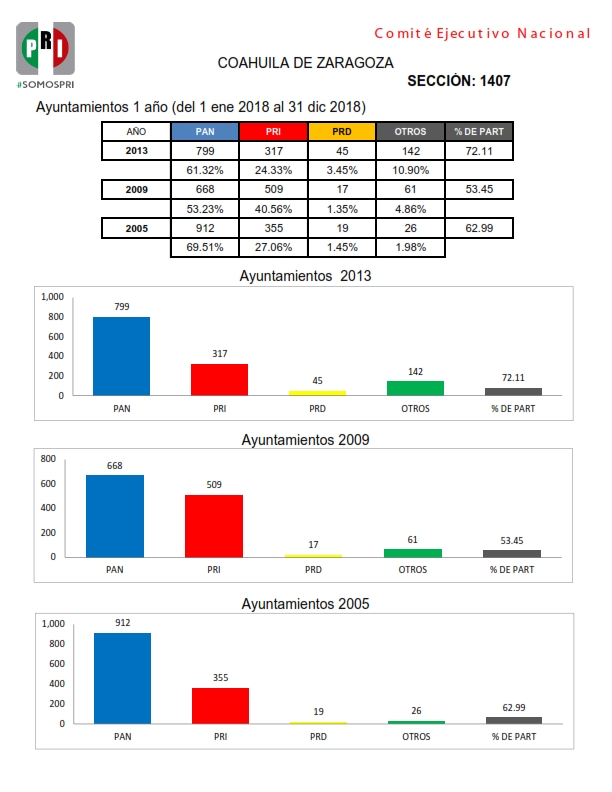 Comité Ejecutivo Nacional
PRI
#SOMOSPRI
COAHUILA DE ZARAGOZA
SECCIÓN: 1407
Ayuntamientos 1 año (del 1 ene 2018 al 31 dic 2018)
AÑO PAN PRI PRD OTROS % DE PART
2013 799 317 45 142 72.11
61.32% 24.33% 3.45% 10.90%
2009 668 509 17 61 53.45
53.23% 40.56% 1.35% 4.86%
2005 912 355 19 26 62.99
69.51% 27.06% 1.45% 1.98%
Ayuntamientos 2013
1,000
800
600
400
200
0
799 317 45 142 72.11
PAN PRI PRD OTROS % DE PART
Ayuntamientos 2009
800
600
400
200
0
668 509 17 61 53.45
PAN PRI PRD OTROS % DE PART
Ayuntamientos 2005
1,000
800
600
400
200
0
912 355 19 26 62.99
PAN PRI PRD OTROS % DE PART